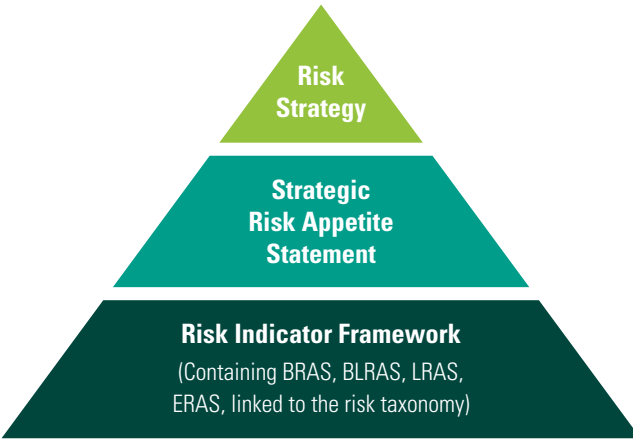 Risk
Strategy
Strategic
Risk Appetite
Statement
Risk Indicator Framework
(Containing BRAS, BLRAS, LRAS,
ERAS, linked to the risk taxonomy)